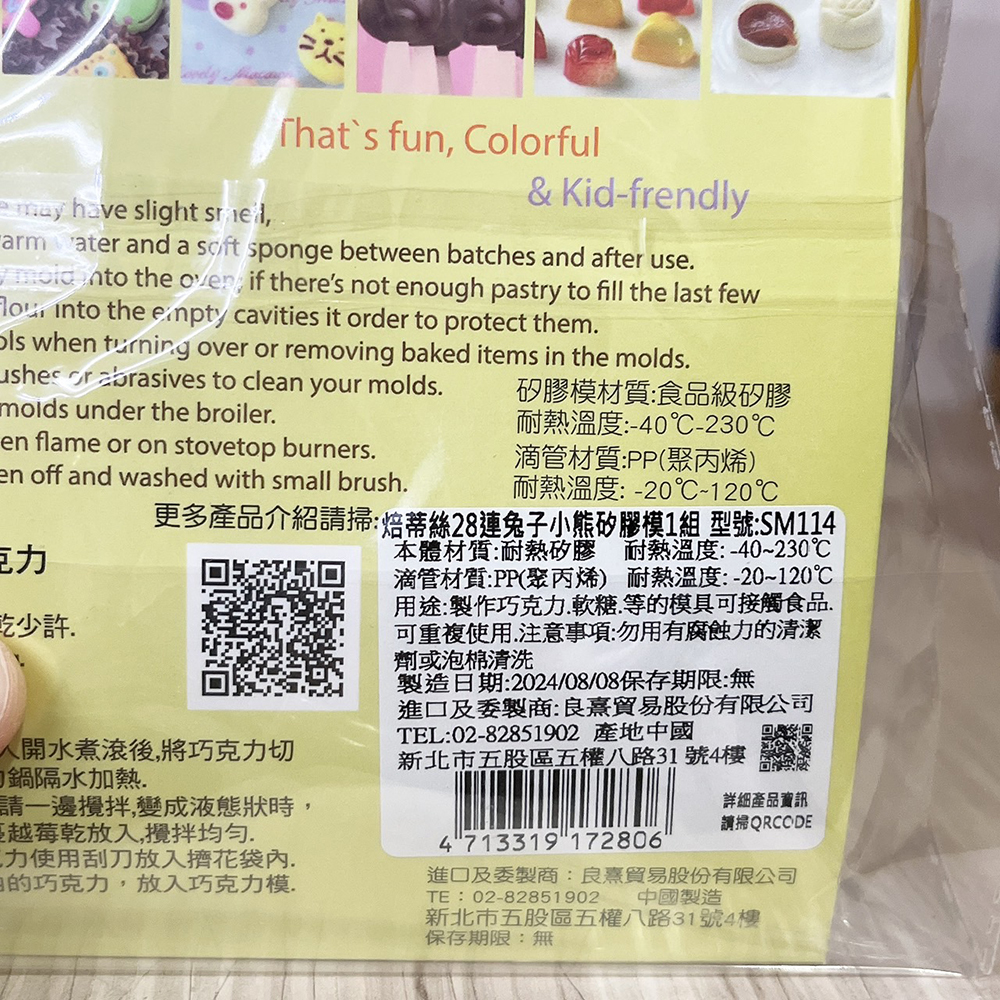 That`s fun, Colorful
& Kid-frendly
may have slight smell,
water and a soft sponge between batches and after use.
mold into the oven, if there's not enough pastry to fill the last few
flour into the empty cavities it order to protect them.
when turning over or removing baked items in the molds.
or abrasives to clean your molds.
molds under the broiler.
flame or on stovetop burners.
off and washed with small brush.
矽膠模材質:食品級矽膠
耐熱溫度:-40℃-230℃
滴管材質:PP(聚丙烯)
耐熱溫度: -20℃~120℃
更多產品介紹請掃:
克力
乾少許.
開水煮滾後,將巧克力切
鍋隔水加熱.
請一邊攪拌,變成液態狀時，
越莓乾放入,攪拌均勻.
力使用刮刀放入擠花袋內.
的巧克力，放入巧克力模.
焙蒂絲28連兔子小熊矽膠模1組 型號:SM114
本體材質:耐熱矽膠 耐熱溫度: -40~230℃
滴管材質:PP(聚丙烯) 耐熱溫度: -20~120℃
用途:製作巧克力.軟糖.等的模具可接觸食品.
可重複使用.注意事項:勿用有腐蝕力的清潔
劑或泡棉清洗
製造日期:2024/08/08保存期限:無
進口及委製商:良熹貿易股份有限公司
TEL:02-82851902 產地中國
新北市五股區五權八路31號4樓
4 713319 172806
詳細產品資訊
請掃QRCODE
進口及委製商：良熹貿易股份有限公司
TE：02-82851902 中國製造
新北市五股區五權八路31號4樓
保存期限：無